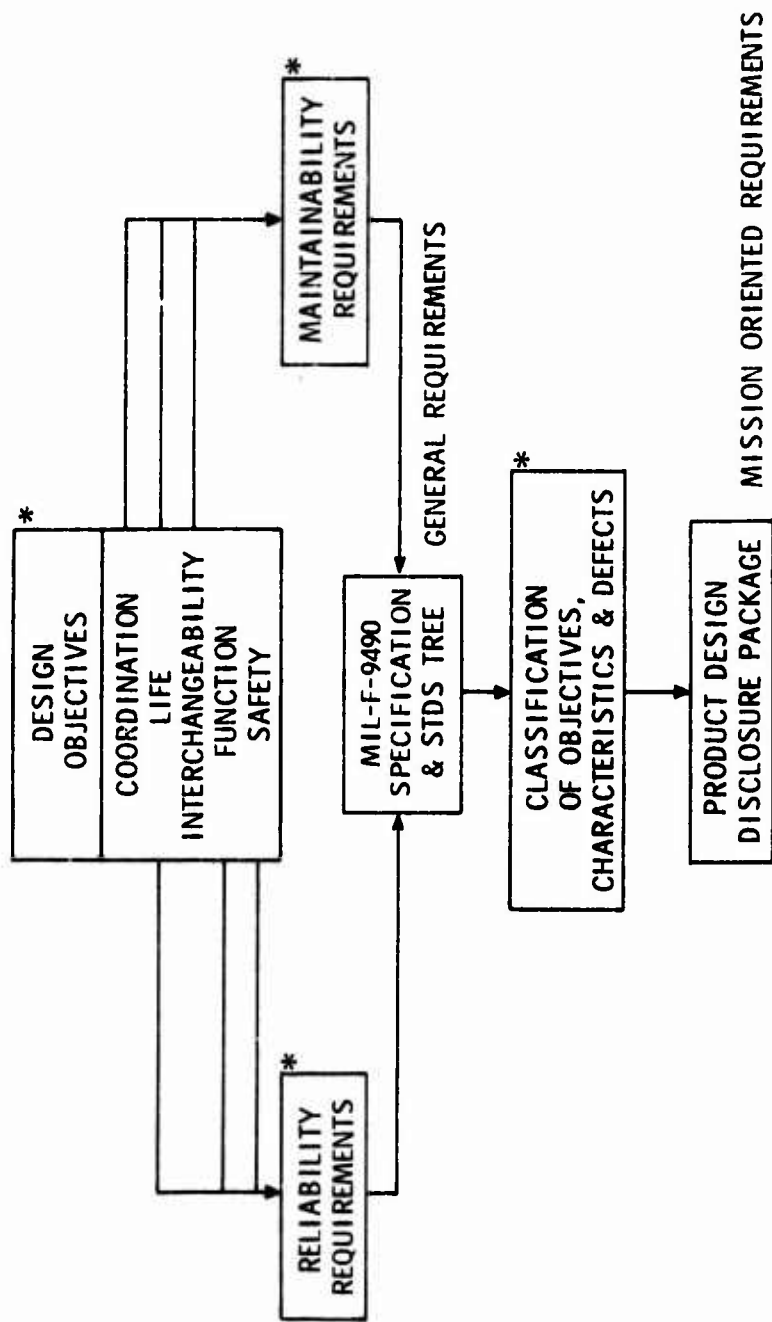 *
DESIGN
OBJECTIVES
COORDINATION
LIFE
INTERCHANGEABILITY
FUNCTION
SAFETY
*
RELIABILITY
REQUIREMENTS
*
MAINTAINABILITY
REQUIREMENTS
MIL-F-9490
SPECIFICATION
& STDS TREE
GENERAL REQUIREMENTS
*
CLASSIFICATION
OF OBJECTIVES,
CHARACTERISTICS & DEFECTS
PRODUCT DESIGN
DISCLOSURE PACKAGE
MISSION ORIENTED REQUIREMENTS